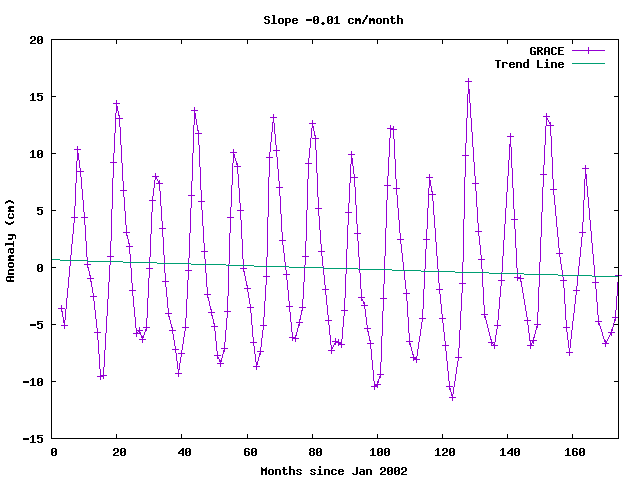 Slope -0.01 cm/month
20
GRACE
Trend Line
15
10
5
0
-5
-10
-15
Anomaly (cm)
0 20 40 60 80 100 120 140 160
Months since Jan 2002